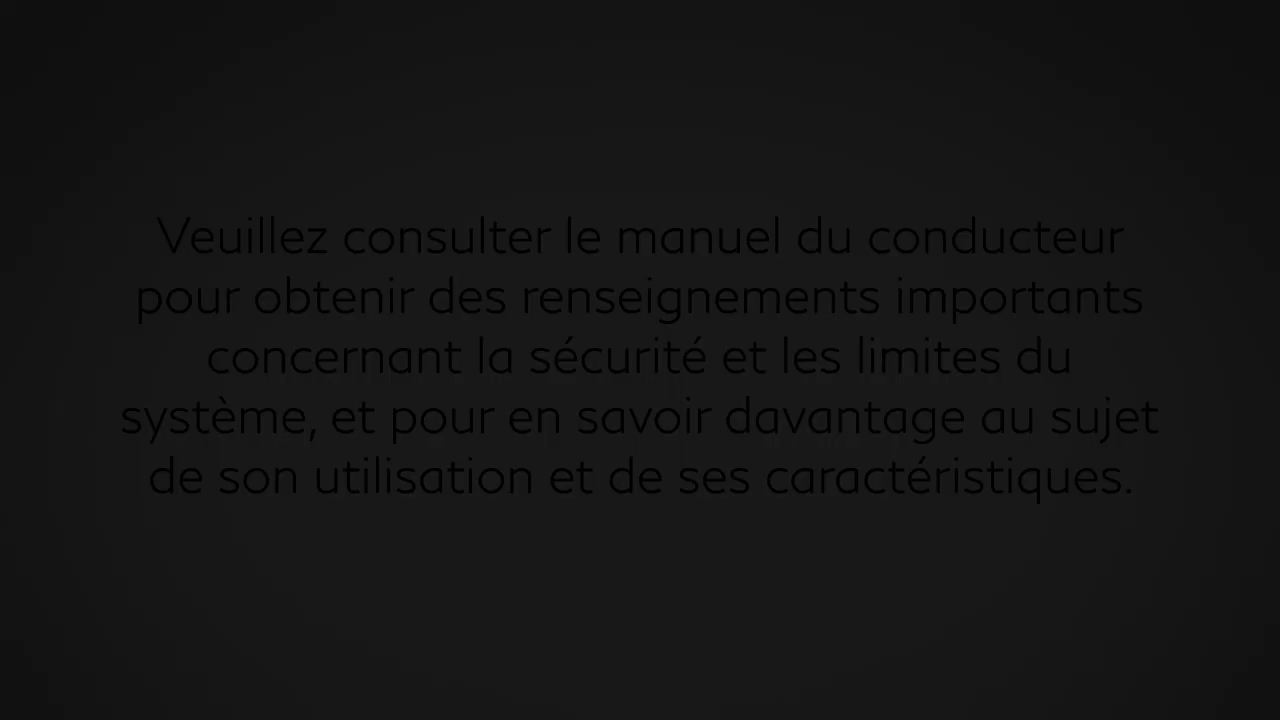 Veuillez consulter le manuel du conducteur
pour obtenir des renseignements importants
concernant la sécurité et les limites du
système, et pour en savoir davantage au sujet
de son utilisation et de ses caractéristiques.